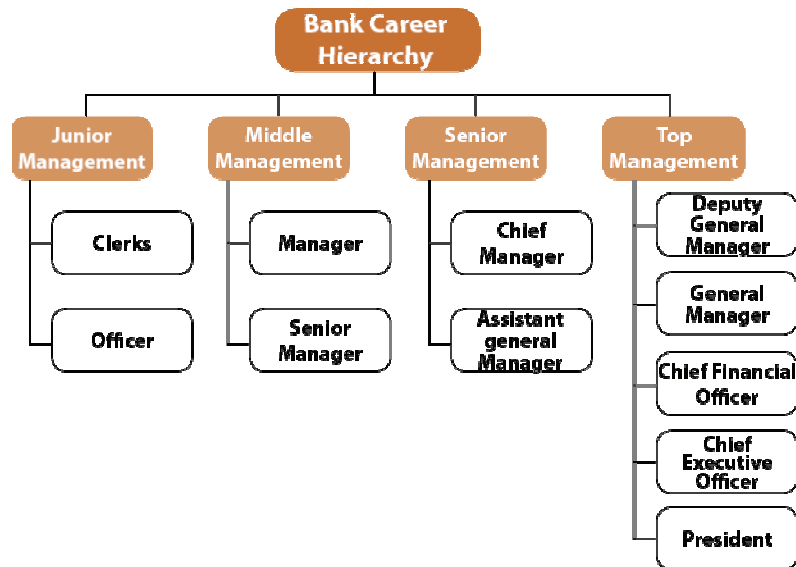 Bank Career
Hierarchy
Junior
Management
Clerks
Officer
Middle
Management
Manager
Senior
Manager
Senior
Management
Chief
Manager
Assistant
general
Manager
Top
Management
Deputy
General
Manager
General
Manager
Chief Financial
Officer
Chief
Executive
Officer
President